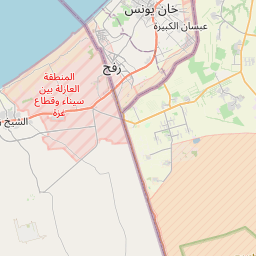 خان يونس
عبسان الكبيرة
رفح
المنطقة
العازلة بين
سيناء وقطاع
غزة
الشيخ